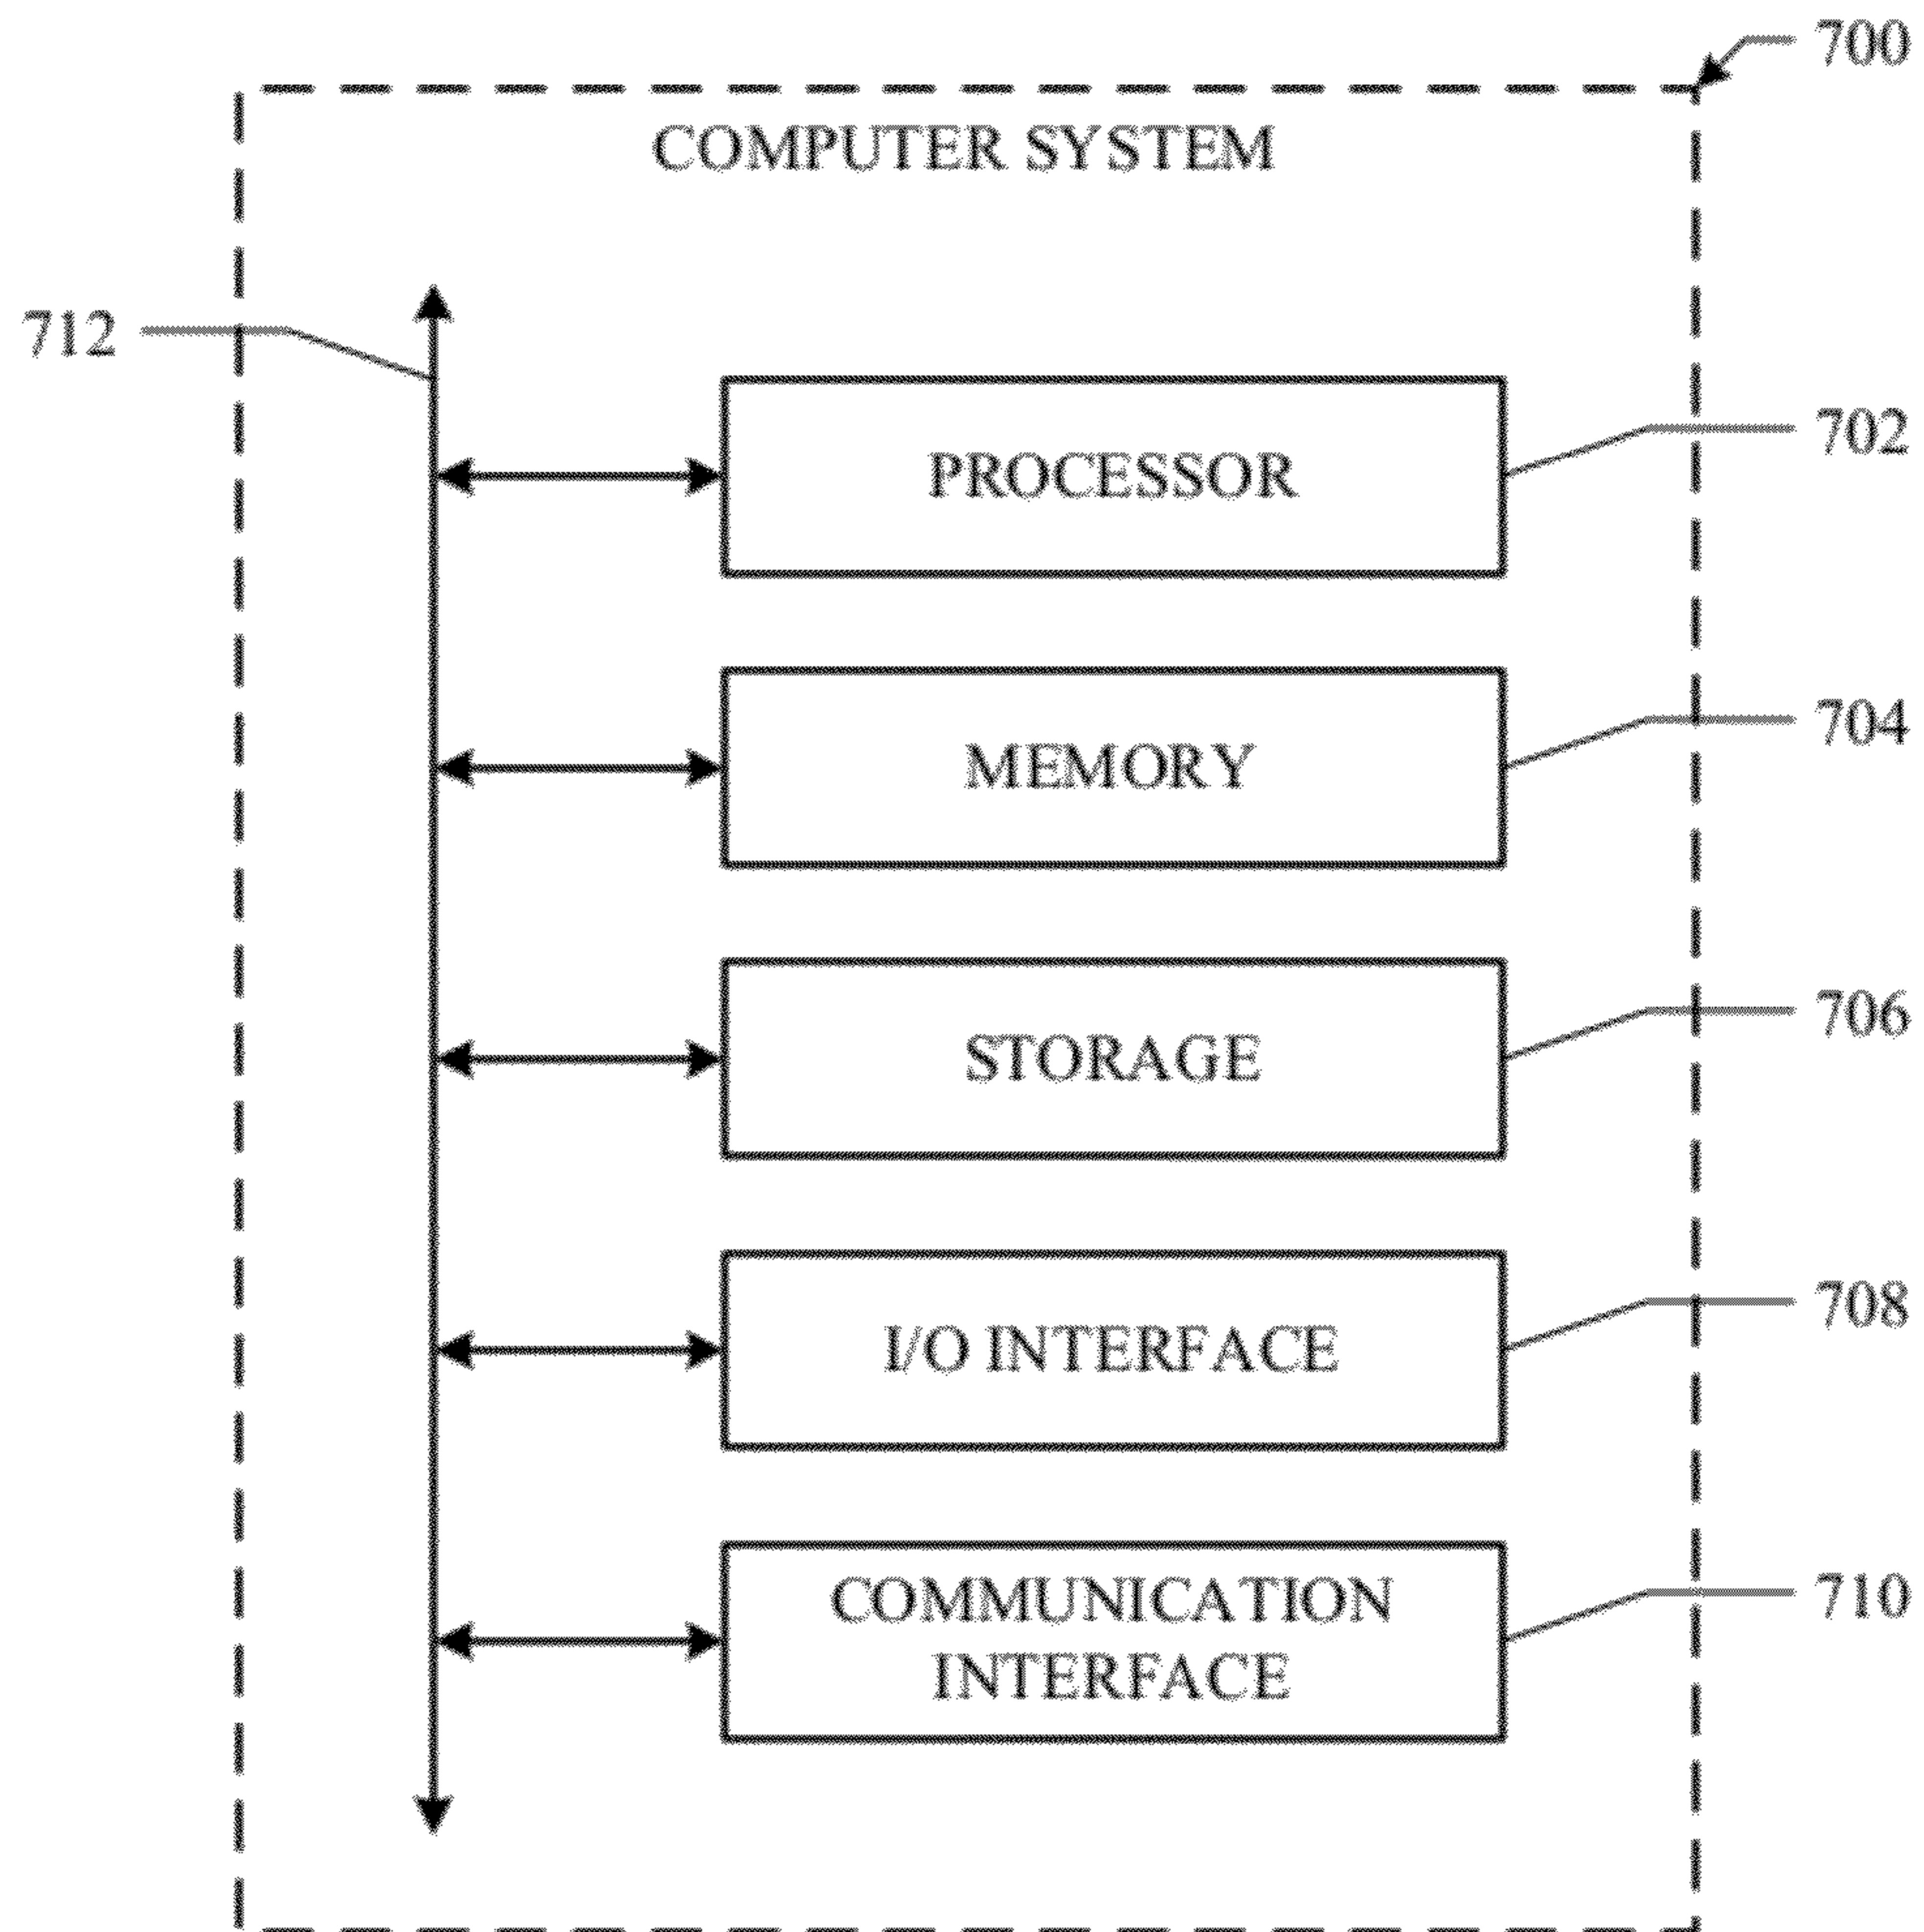 700
COMPUTER SYSTEM
712
PROCESSOR
702
MEMORY
704
STORAGE
706
I/O INTERFACE
708
COMMUNICATION
INTERFACE
710